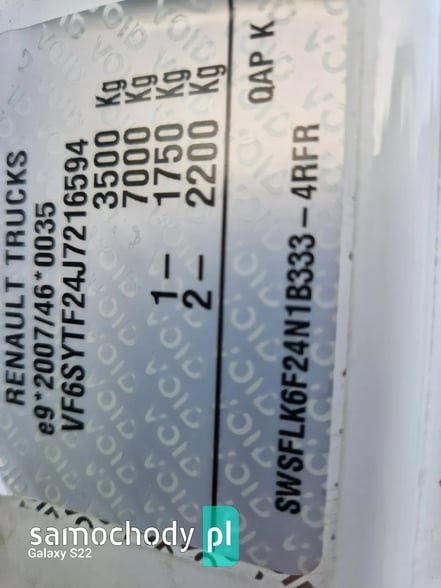 RENAULT TRUCKS
e9*2007/46*0035
VF6SYTF24J7216594
3500 Kg
7000 Kg
1 – 1750 Kg
2 – 2200 Kg
SWSFLK6F24N1B333–4RFR QAP K
samochody pl
Galaxy S22